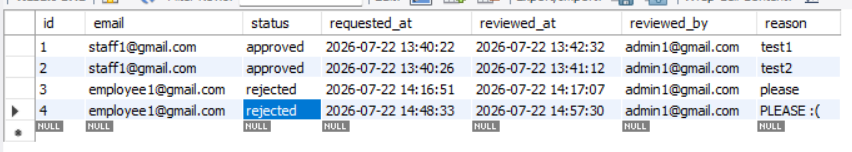 id email status requested_at reviewed_at reviewed_by reason
1 staff1@gmail.com approved 2026-07-22 13:40:22 2026-07-22 13:42:32 admin1@gmail.com test1
2 staff1@gmail.com approved 2026-07-22 13:40:26 2026-07-22 13:41:12 admin1@gmail.com test2
3 employee1@gmail.com rejected 2026-07-22 14:16:51 2026-07-22 14:17:07 admin1@gmail.com please
4 employee1@gmail.com rejected 2026-07-22 14:48:33 2026-07-22 14:57:30 admin1@gmail.com PLEASE :(
NULL NULL NULL NULL NULL NULL NULL